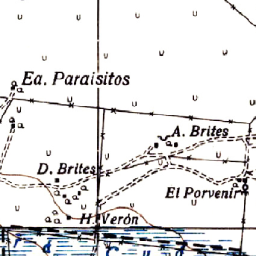 Ea. Paraisitos
A. Brites
D. Brites
El Porvenir
H. Verón